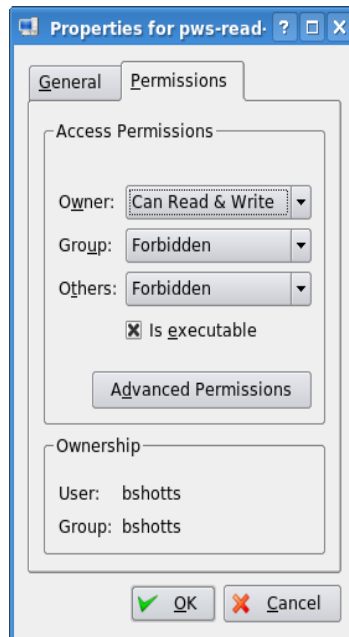 Properties for pws-read- ?
General Permissions
Access Permissions
Owner: Can Read & Write
Group: Forbidden
Others: Forbidden
Is executable
Advanced Permissions
Ownership
User: bshotts
Group: bshotts
OK Cancel